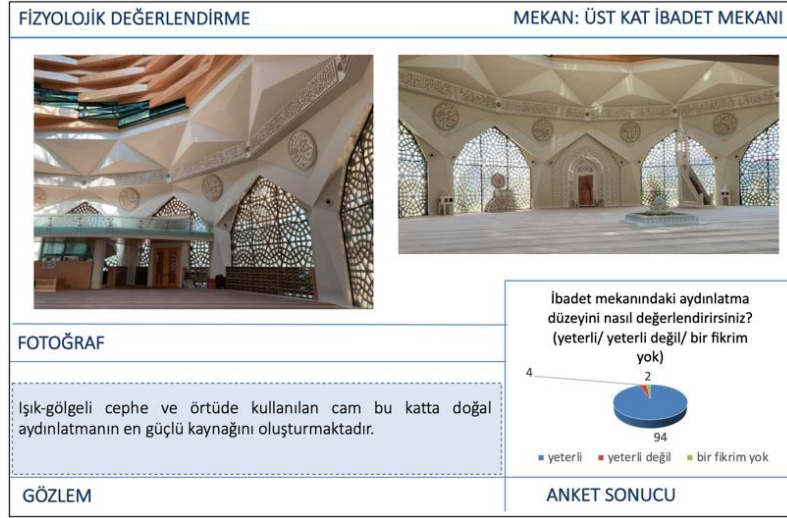 FİZYOLOJİK DEĞERLENDİRME
MEKAN: ÜST KAT İBADET MEKANI
FOTOĞRAF
Işık-gölgeli cephe ve örtüde kullanılan cam bu katta doğal
aydınlatmanın en güçlü kaynağını oluşturmaktadır.
GÖZLEM
İbadet mekanındaki aydınlatma
düzeyini nasıl değerlendirirsiniz?
(yeterli/ yeterli değil/ bir fikrim
yok)
4
2
94
yeterli yeterli değil bir fikrim yok
ANKET SONUCU